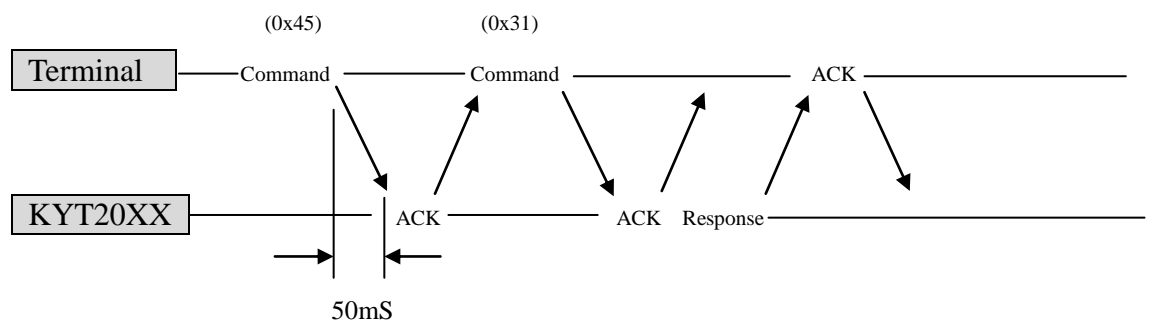 (0x45) (0x31)
Terminal Command Command ACK
KYT20XX ACK ACK Response
50mS